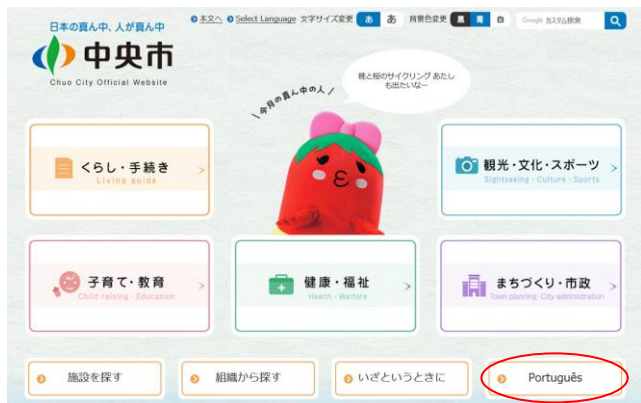 日本の真ん中、人が真ん中
中央市
Chuo City Official Website
本文へ Select Language 文字サイズ変更 あ あ 背景色変更 黒 青 白 Google カスタム検索
今月の真ん中の人
桃と桜のサイクリング あたし
も出たいなー
くらし・手続き
Living guide
観光・文化・スポーツ
Sightseeing・Culture・Sports
子育て・教育
Child raising・Education
健康・福祉
Health・Welfare
まちづくり・市政
Town planning・City administration
施設を探す
組織から探す
いざというときに
Português